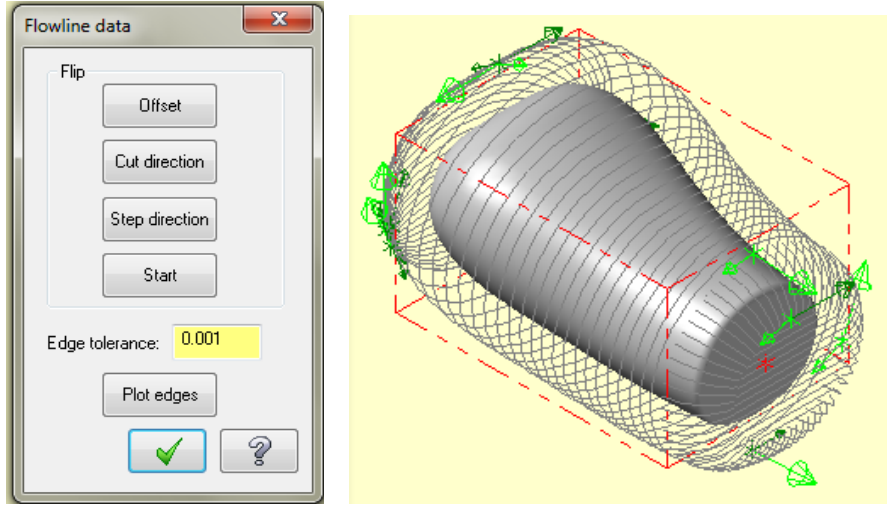 Flowline data
Flip
Offset
Cut direction
Step direction
Start
Edge tolerance: 0.001
Plot edges